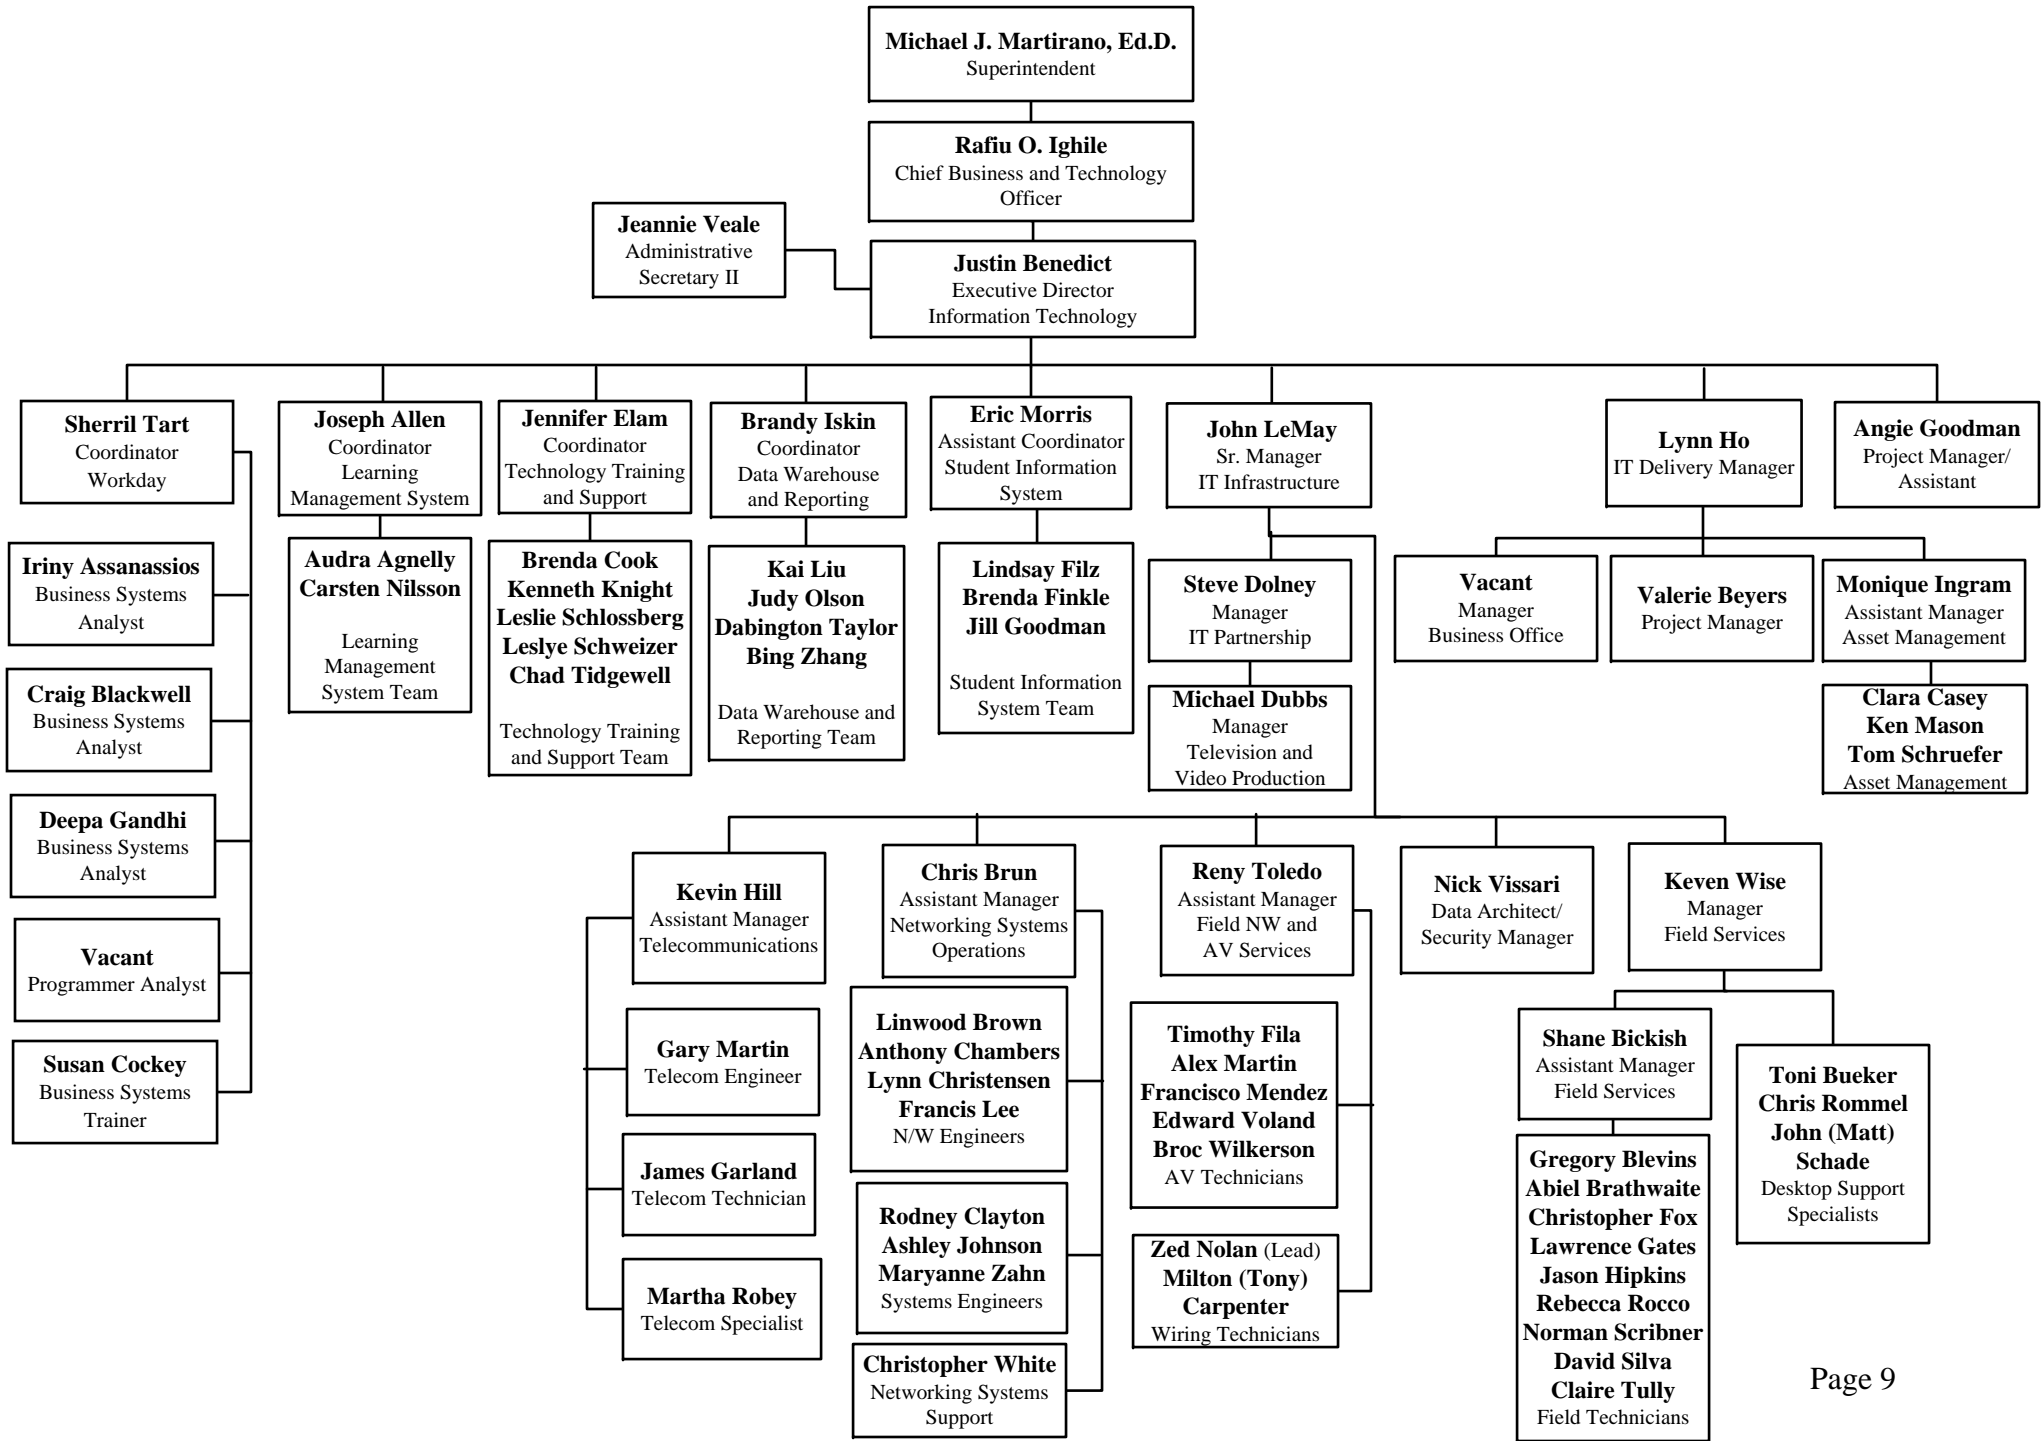 Michael J. Martirano, Ed.D.
Superintendent
Rafiu O. Ighile
Chief Business and Technology
Officer
Jeannie Veale
Administrative
Secretary II
Justin Benedict
Executive Director
Information Technology
Sherril Tart
Coordinator
Workday
Joseph Allen
Coordinator
Learning
Management System
Jennifer Elam
Coordinator
Technology Training
and Support
Brandy Iskin
Coordinator
Data Warehouse
and Reporting
Eric Morris
Assistant Coordinator
Student Information
System
John LeMay
Sr. Manager
IT Infrastructure
Lynn Ho
IT Delivery Manager
Angie Goodman
Project Manager/
Assistant
Iriny Assanassios
Business Systems
Analyst
Craig Blackwell
Business Systems
Analyst
Deepa Gandhi
Business Systems
Analyst
Vacant
Programmer Analyst
Susan Cockey
Business Systems
Trainer
Audra Agnelly
Carsten Nilsson
Learning
Management
System Team
Brenda Cook
Kenneth Knight
Leslie Schlossberg
Leslye Schweizer
Chad Tidgewell
Technology Training
and Support Team
Kai Liu
Judy Olson
Dabington Taylor
Bing Zhang
Data Warehouse and
Reporting Team
Lindsay Filz
Brenda Finkle
Jill Goodman
Student Information
System Team
Steve Dolney
Manager
IT Partnership
Michael Dubbs
Manager
Television and
Video Production
Vacant
Manager
Business Office
Valerie Beyers
Project Manager
Monique Ingram
Assistant Manager
Asset Management
Clara Casey
Ken Mason
Tom Schruefer
Asset Management
Kevin Hill
Assistant Manager
Telecommunications
Gary Martin
Telecom Engineer
James Garland
Telecom Technician
Martha Robey
Telecom Specialist
Chris Brun
Assistant Manager
Networking Systems
Operations
Linwood Brown
Anthony Chambers
Lynn Christensen
Francis Lee
N/W Engineers
Rodney Clayton
Ashley Johnson
Maryanne Zahn
Systems Engineers
Christopher White
Networking Systems
Support
Reny Toledo
Assistant Manager
Field NW and
AV Services
Timothy Fila
Alex Martin
Francisco Mendez
Edward Voland
Broc Wilkerson
AV Technicians
Zed Nolan (Lead)
Milton (Tony)
Carpenter
Wiring Technicians
Nick Vissari
Data Architect/
Security Manager
Keven Wise
Manager
Field Services
Shane Bickish
Assistant Manager
Field Services
Gregory Blevins
Abiel Brathwaite
Christopher Fox
Lawrence Gates
Jason Hipkins
Rebecca Rocco
Norman Scribner
David Silva
Claire Tully
Field Technicians
Toni Bueker
Chris Rommel
John (Matt)
Schade
Desktop Support
Specialists
Page 9